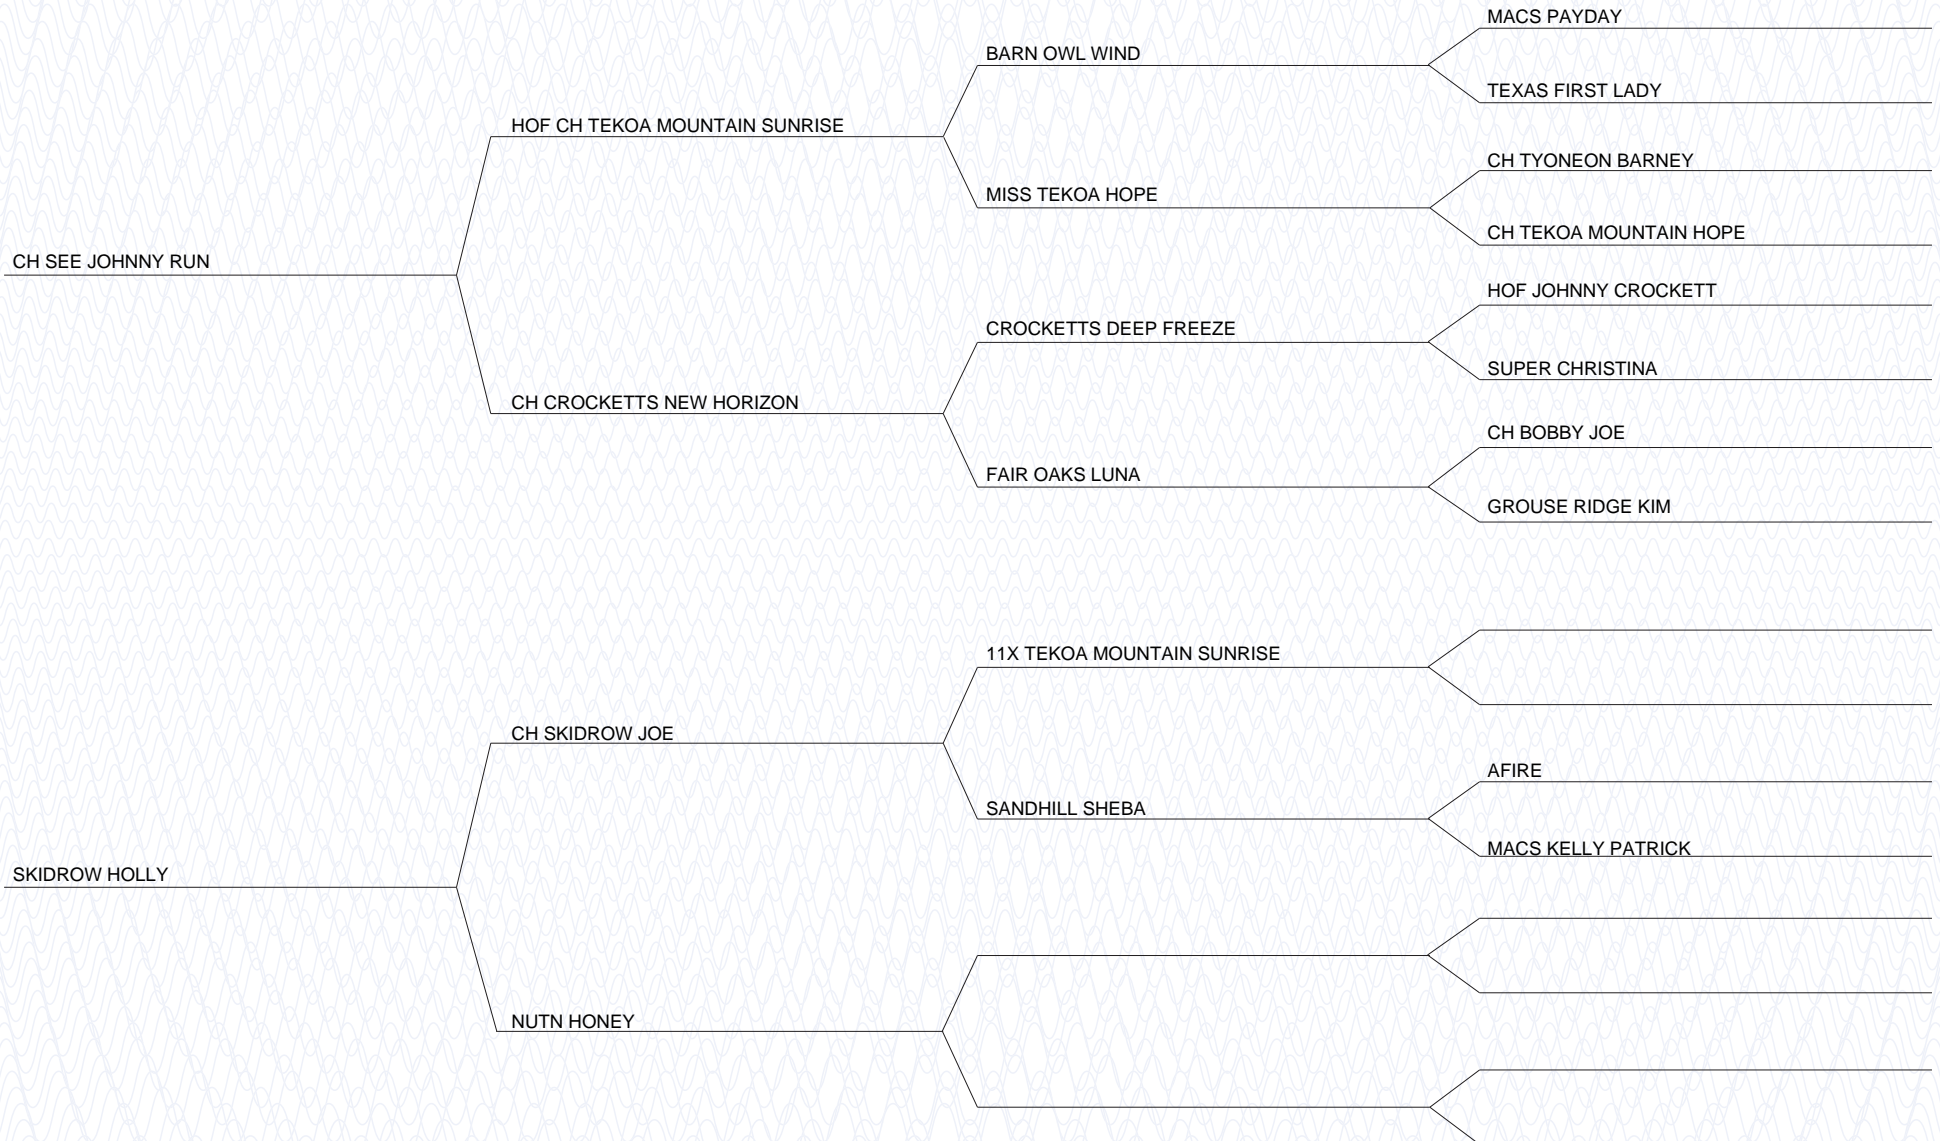 MACS PAYDAY
BARN OWL WIND
TEXAS FIRST LADY
HOF CH TEKOA MOUNTAIN SUNRISE
CH TYONEON BARNEY
MISS TEKOA HOPE
CH TEKOA MOUNTAIN HOPE
CH SEE JOHNNY RUN
HOF JOHNNY CROCKETT
CROCKETTS DEEP FREEZE
SUPER CHRISTINA
CH CROCKETTS NEW HORIZON
CH BOBBY JOE
FAIR OAKS LUNA
GROUSE RIDGE KIM
11X TEKOA MOUNTAIN SUNRISE
CH SKIDROW JOE
AFIRE
SANDHILL SHEBA
MACS KELLY PATRICK
SKIDROW HOLLY
NUTN HONEY